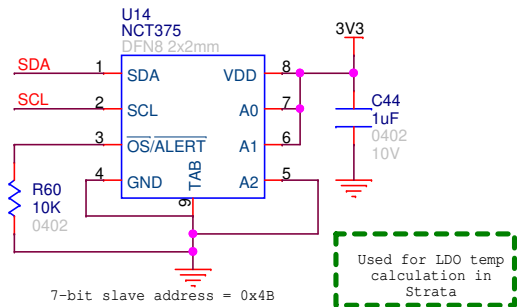 U14
NCT375
DFN8 2x2mm
3V3
SDA 1 SDA VDD 8
SCL 2 SCL A0 7
3 OS/ALERT A1 6
4 GND TAB A2 5
9
C44
1uF
0402
10V
R60
10K
0402
7-bit slave address = 0x4B
Used for LDO temp
calculation in
Strata